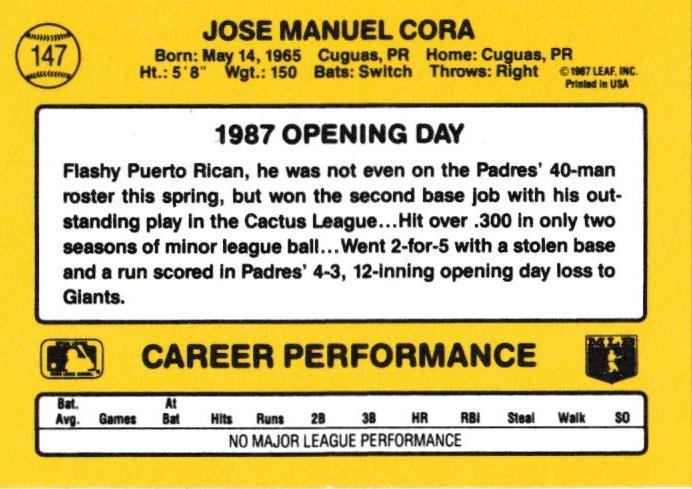 147
JOSE MANUEL CORA
Born: May 14, 1965 Cuguas, PR Home: Cuguas, PR
Ht.: 5'8" Wgt.: 150 Bats: Switch Throws: Right ©1987 LEAF, INC.
Printed in USA
1987 OPENING DAY
Flashy Puerto Rican, he was not even on the Padres' 40-man
roster this spring, but won the second base job with his out-
standing play in the Cactus League...Hit over .300 in only two
seasons of minor league ball...Went 2-for-5 with a stolen base
and a run scored in Padres' 4-3, 12-inning opening day loss to
Giants.
CAREER PERFORMANCE
MLB
Bat. Avg. Games At Bat Hits Runs 2B 3B HR RBI Steal Walk SO
NO MAJOR LEAGUE PERFORMANCE